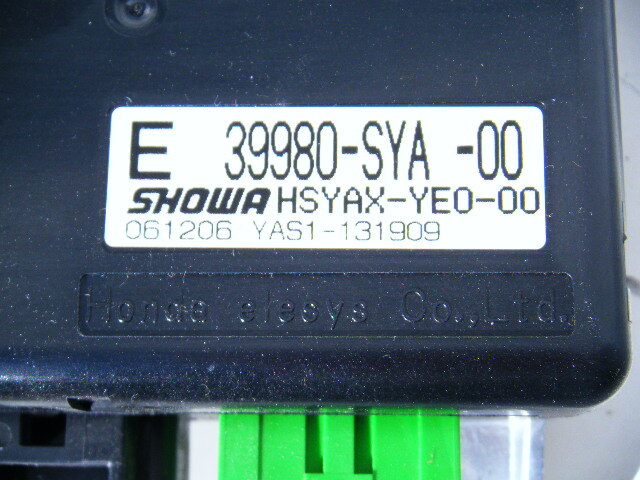 E 39980-SYA -00
SHOWA HSYAX-YE0-00
061206 YAS1-131909
Honda elesys Co.,Ltd.